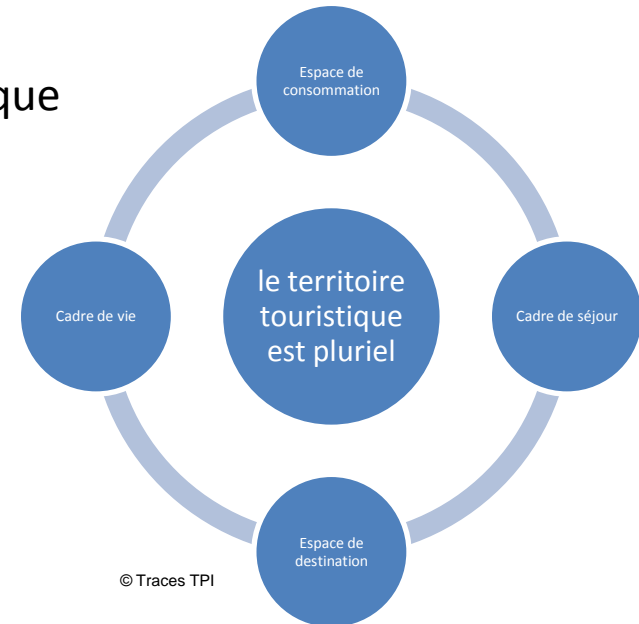 que
Espace de
consommation
Cadre de vie
le territoire
touristique
est pluriel
Cadre de séjour
Espace de
destination
© Traces TPI